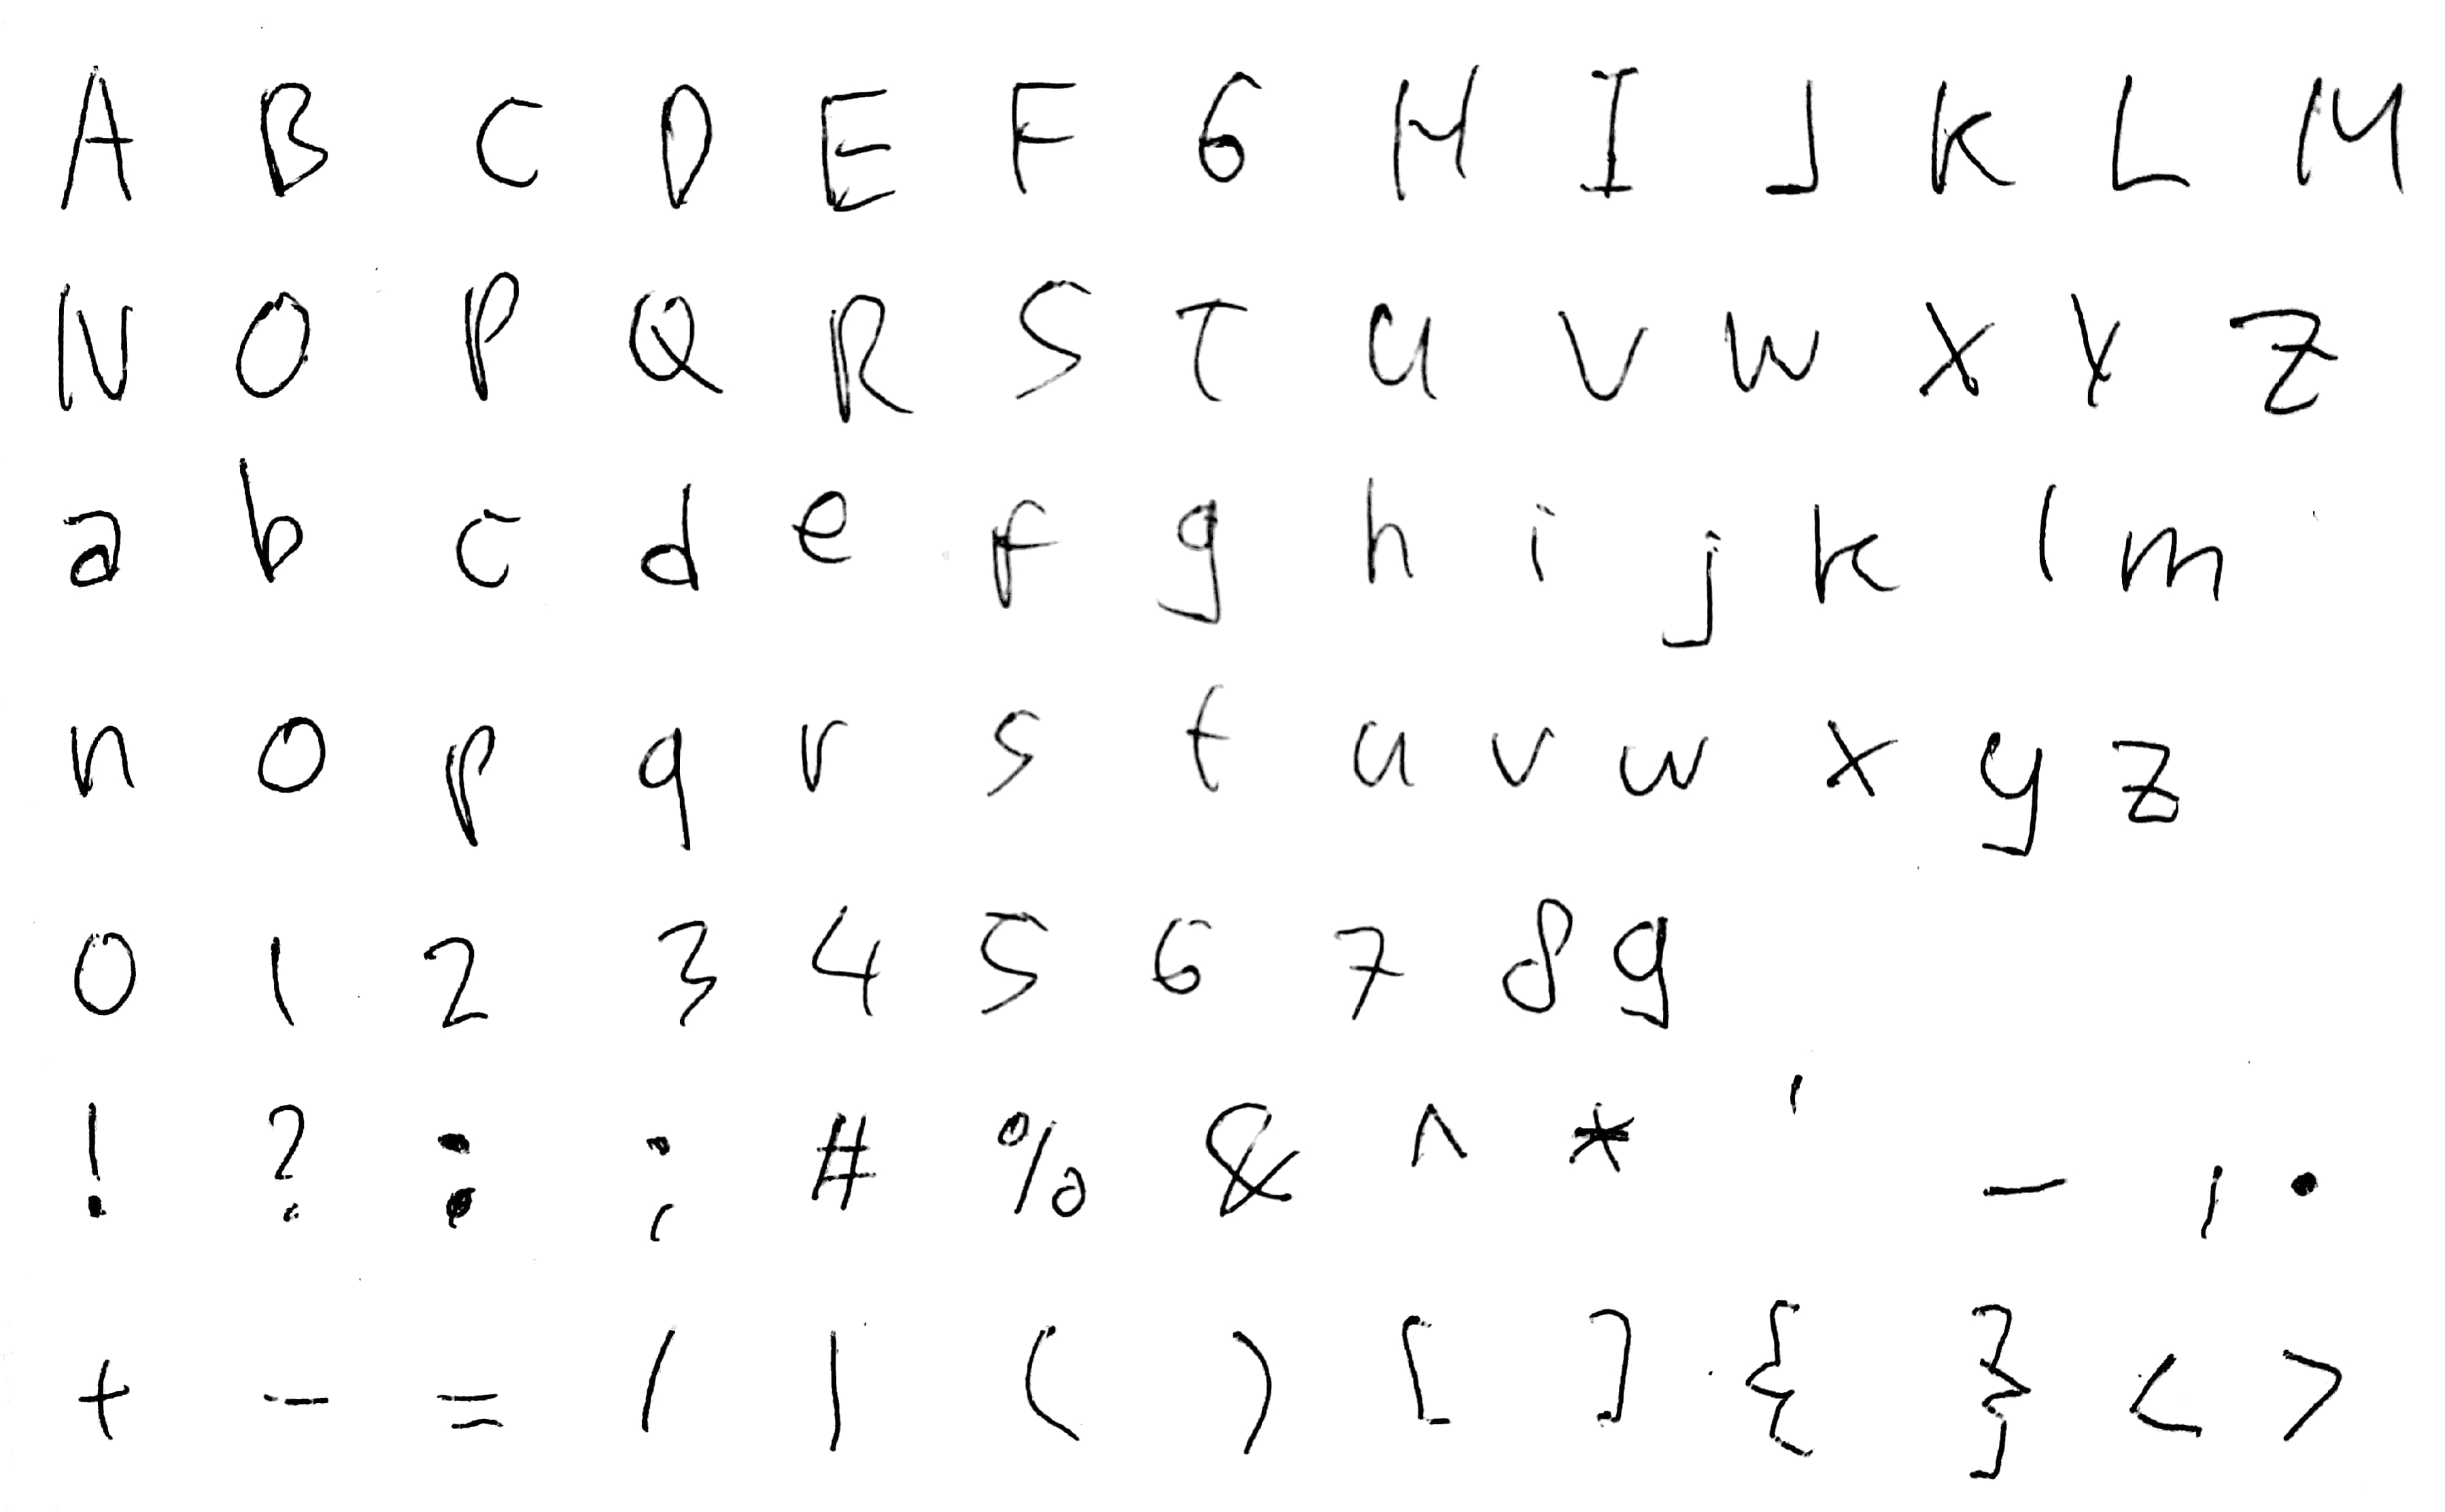 A B C D E F G H I J K L M
N O P Q R S T U V W X Y Z
a b c d e f g h i j k l m
n o p q r s t u v w x y z
0 1 2 3 4 5 6 7 8 9
! ? : ; # % & ^ * ' _ , .
+ - = / | ( ) [ ] { } < >